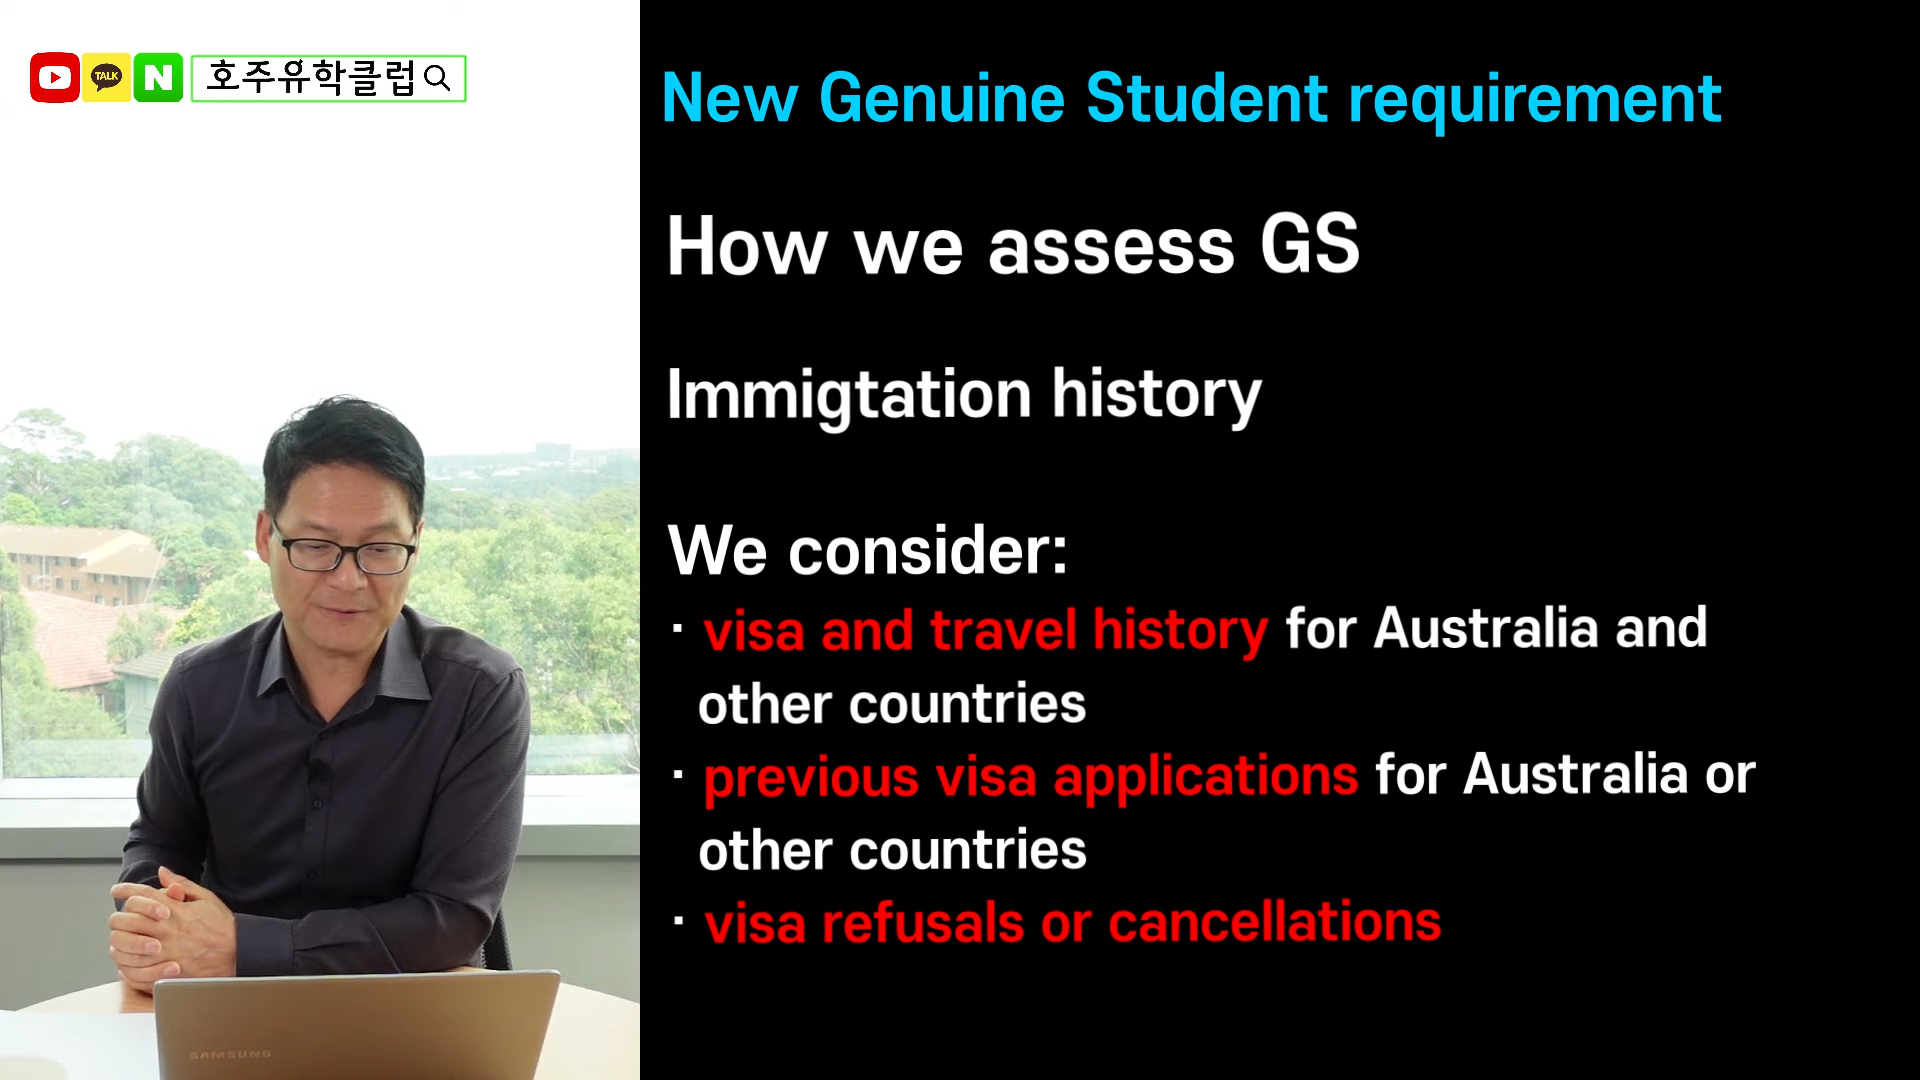 TALK
N
호주유학클럽
New Genuine Student requirement
How we assess GS
Immigtation history
We consider:
· visa and travel history for Australia and
other countries
· previous visa applications for Australia or
other countries
· visa refusals or cancellations
SAMSUNG